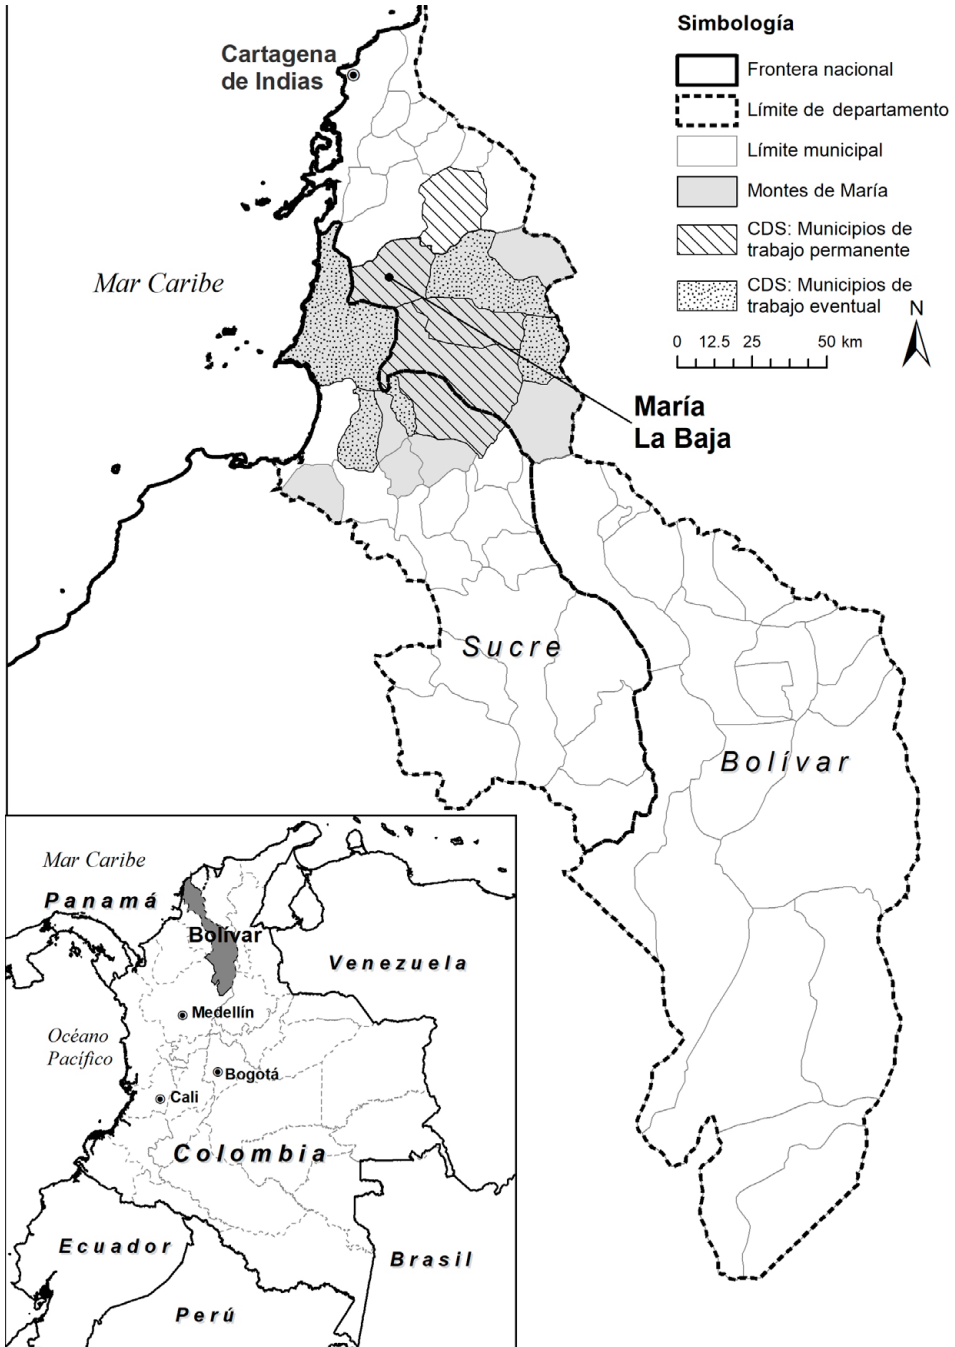 Simbología
Frontera nacional
Límite de departamento
Límite municipal
Montes de María
CDS: Municipios de
trabajo permanente
CDS: Municipios de
trabajo eventual
N
0 12.5 25 50 km
Cartagena
de Indias
Mar Caribe
María
La Baja
Sucre
Bolívar
Mar Caribe
Panamá
Bolívar
Venezuela
Medellín
Océano
Pacífico
Bogotá
Cali
Colombia
Ecuador
Brasil
Perú